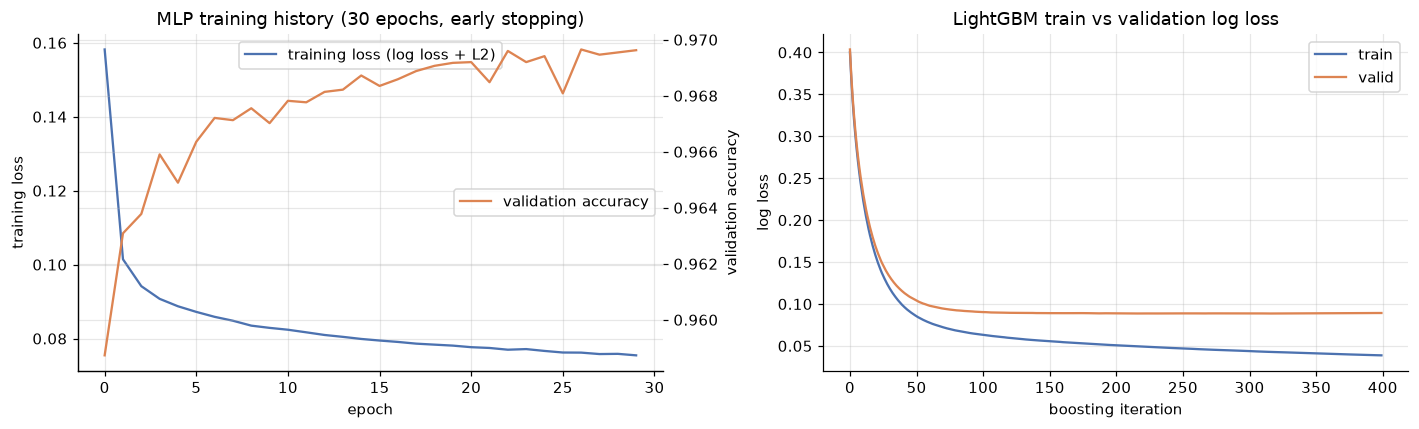 MLP training history (30 epochs, early stopping)
training loss (log loss + L2)
validation accuracy
0.16
0.14
0.12
0.10
0.08
training loss
0.970
0.968
0.966
0.964
0.962
0.960
validation accuracy
0 5 10 15 20 25 30
epoch
LightGBM train vs validation log loss
train
valid
0.40
0.35
0.30
0.25
0.20
0.15
0.10
0.05
log loss
0 50 100 150 200 250 300 350 400
boosting iteration